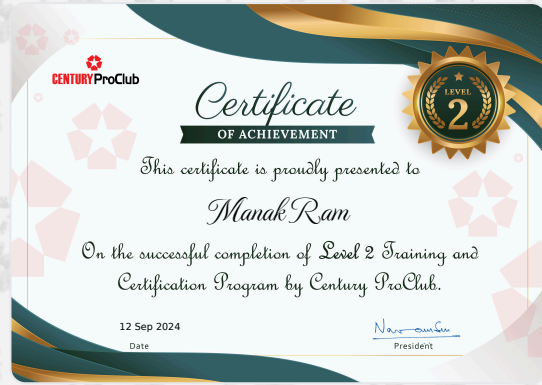 CENTURY ProClub
Certificate
OF ACHIEVEMENT
LEVEL
2
This certificate is proudly presented to
Manak Ram
On the successful completion of Level 2 Training and
Certification Program by Century ProClub.
12 Sep 2024
Date
President